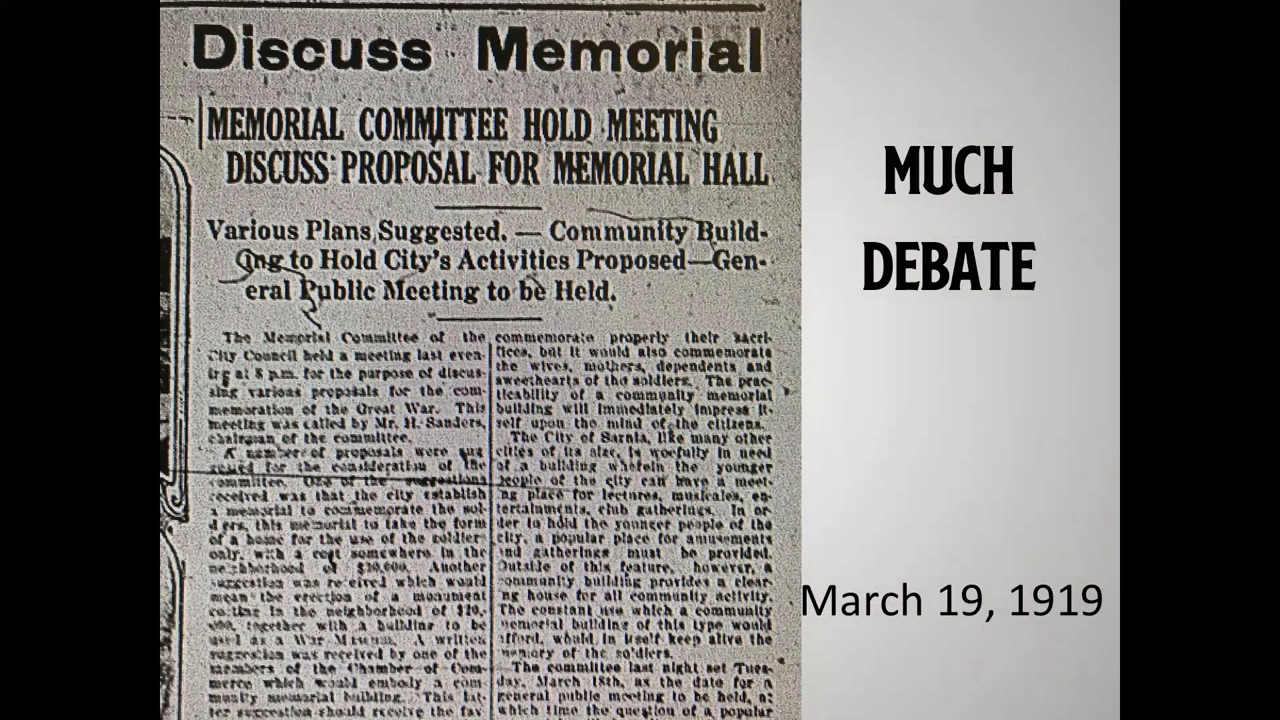 Discuss Memorial
MEMORIAL COMMITTEE HOLD MEETING
DISCUSS PROPOSAL FOR MEMORIAL HALL
Various Plans Suggested. — Community Build-
ing to Hold City's Activities Proposed—Gen-
eral Public Meeting to be Held.
The Memorial Committee of the
City Council held a meeting last even-
ing at 8 p.m. for the purpose of discus-
sing various proposals for the com-
memoration of the Great War. This
meeting was called by Mr. H. Sanders,
chairman of the committee.
A number of proposals were
for the consideration of the
committee. One of the suggestions
received was that the city establish
a memorial to commemorate the sol-
diers, this memorial to take the form
of a home for the use of the soldier
only, with a cost somewhere in the
neighborhood of $30,000. Another
suggestion was received which would
mean the erection of a monument
costing in the neighborhood of $20,
together with a building to be
used as a War Museum. A written
suggestion was received by one of the
members of the Chamber of Com-
merce which would embody a com-
munity memorial building. This lat-
ter suggestion should receive the fav
commemorate properly their sacri-
fices, but it would also commemorate
the wives, mothers, dependents and
sweethearts of the soldiers. The prac-
ticability of a community memorial
building will immediately impress it-
self upon the mind of the citizens.
The City of Sarnia, like many other
cities of its size, is woefully in need
of a building wherein the younger
people of the city can have a meet-
ing place for lectures, musicales, en-
tertainments, club gatherings. In or-
der to hold the younger people of the
city, a popular place for amusements
and gatherings must be provided.
Outside of this feature, however, a
community building provides a clear-
ing house for all community activity.
The constant use which a community
memorial building of this type would
afford, would in itself keep alive the
memory of the soldiers.
The committee last night set Tues-
day, March 18th, as the date for a
general public meeting to be held, at
which time the question of a popular
MUCH
DEBATE
March 19, 1919